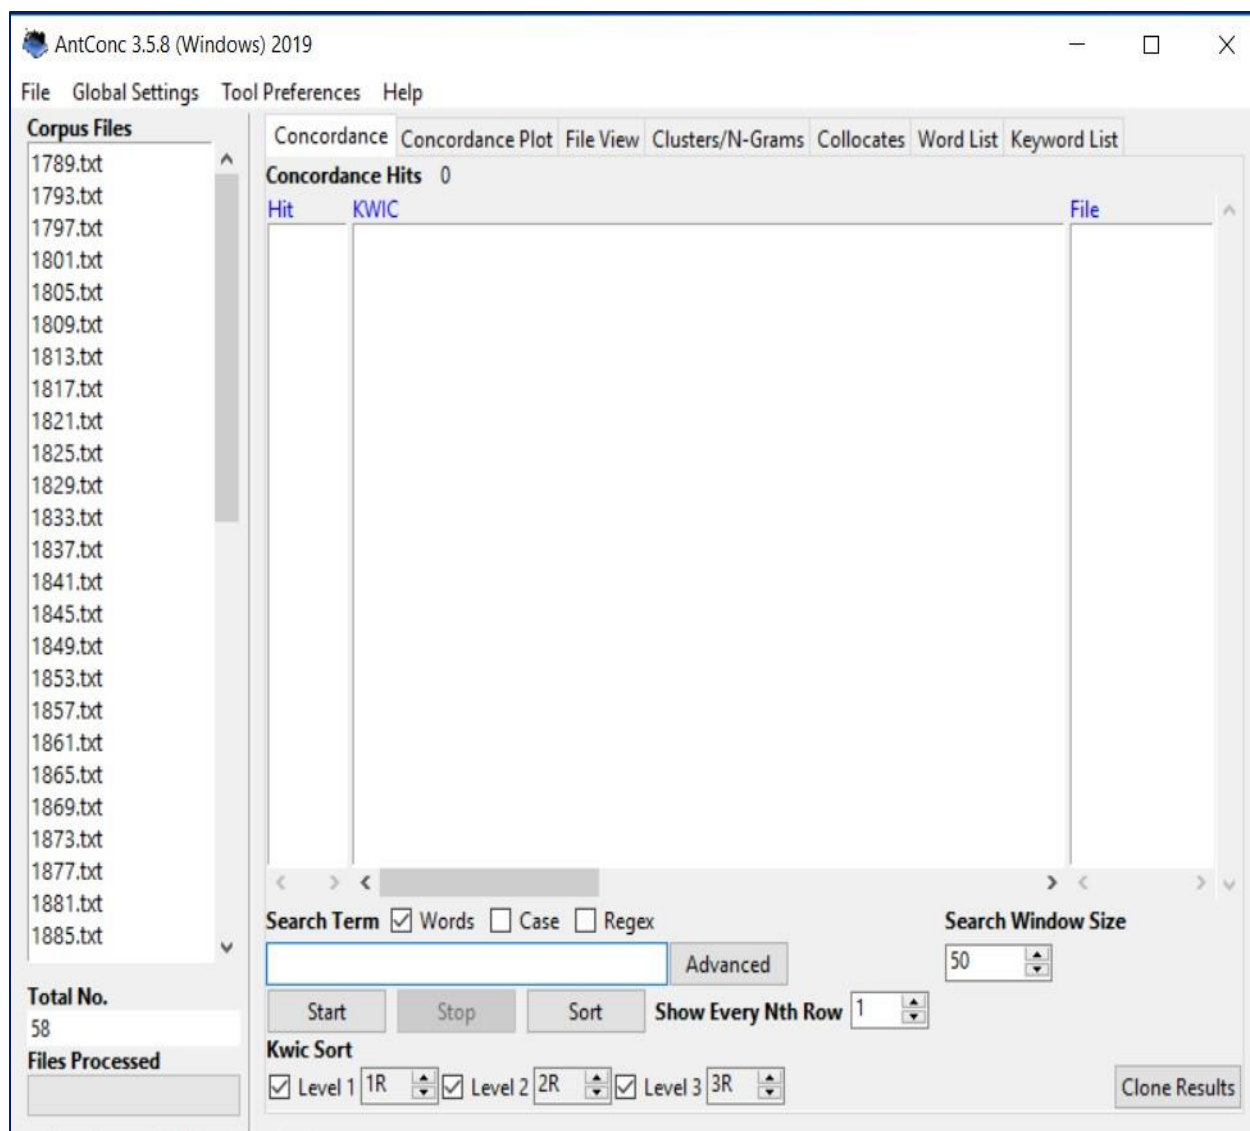 AntConc 3.5.8 (Windows) 2019
File Global Settings Tool Preferences Help
Corpus Files
1789.txt
1793.txt
1797.txt
1801.txt
1805.txt
1809.txt
1813.txt
1817.txt
1821.txt
1825.txt
1829.txt
1833.txt
1837.txt
1841.txt
1845.txt
1849.txt
1853.txt
1857.txt
1861.txt
1865.txt
1869.txt
1873.txt
1877.txt
1881.txt
1885.txt
Total No.
58
Files Processed
Concordance Concordance Plot File View Clusters/N-Grams Collocates Word List Keyword List
Concordance Hits 0
Hit KWIC File
Search Term Words Case Regex Search Window Size
Advanced 50
Start Stop Sort Show Every Nth Row 1
Kwic Sort
Level 1 1R Level 2 2R Level 3 3R Clone Results